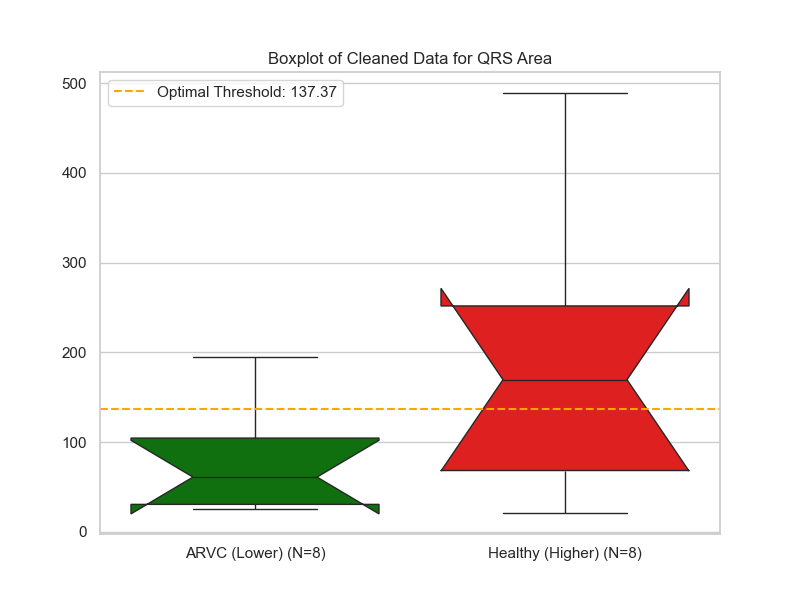 Boxplot of Cleaned Data for QRS Area
Optimal Threshold: 137.37
500
400
300
200
100
0
ARVC (Lower) (N=8)
Healthy (Higher) (N=8)